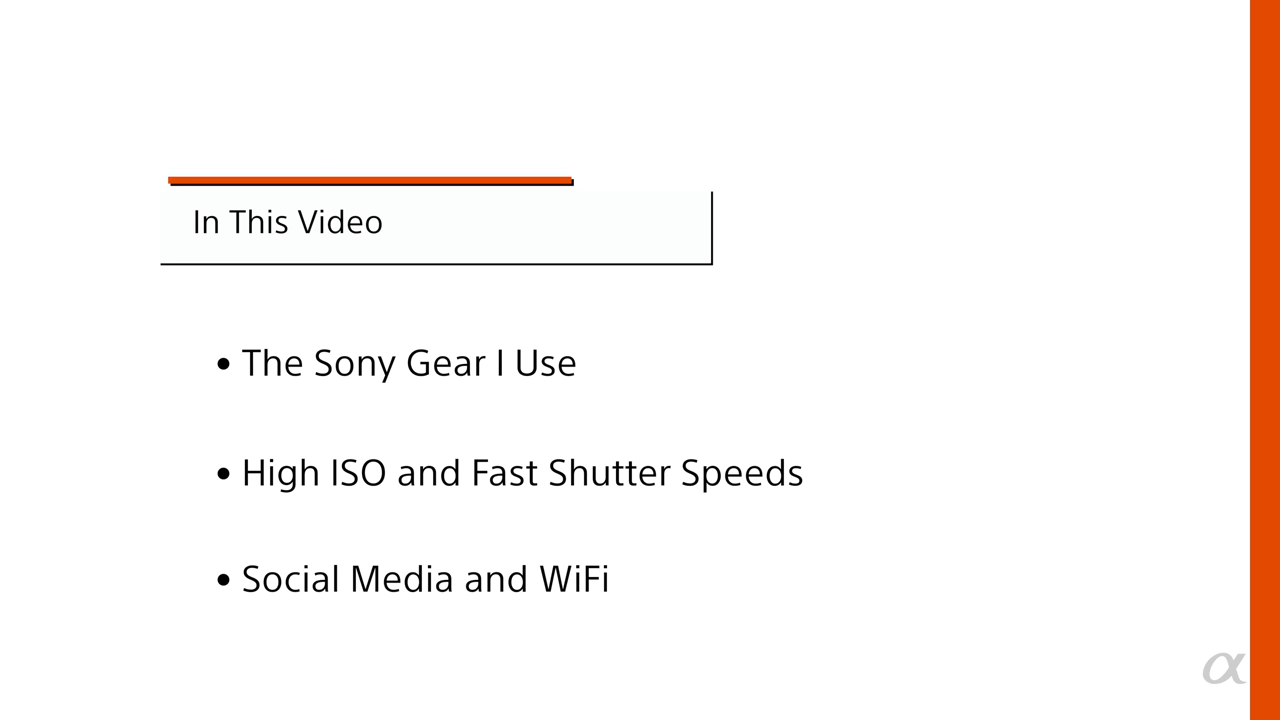 In This Video
• The Sony Gear I Use
• High ISO and Fast Shutter Speeds
• Social Media and WiFi
α